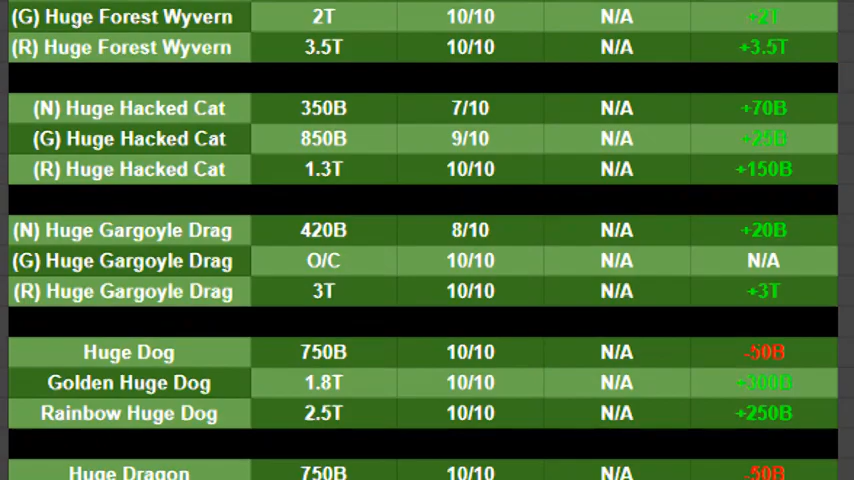 (G) Huge Forest Wyvern 2T 10/10 N/A +2T
(R) Huge Forest Wyvern 3.5T 10/10 N/A +3.5T
(N) Huge Hacked Cat 350B 7/10 N/A +70B
(G) Huge Hacked Cat 850B 9/10 N/A +25B
(R) Huge Hacked Cat 1.3T 10/10 N/A +150B
(N) Huge Gargoyle Drag 420B 8/10 N/A +20B
(G) Huge Gargoyle Drag O/C 10/10 N/A N/A
(R) Huge Gargoyle Drag 3T 10/10 N/A +3T
Huge Dog 750B 10/10 N/A -50B
Golden Huge Dog 1.8T 10/10 N/A +300B
Rainbow Huge Dog 2.5T 10/10 N/A +250B
Huge Dragon 750B 10/10 N/A -50B